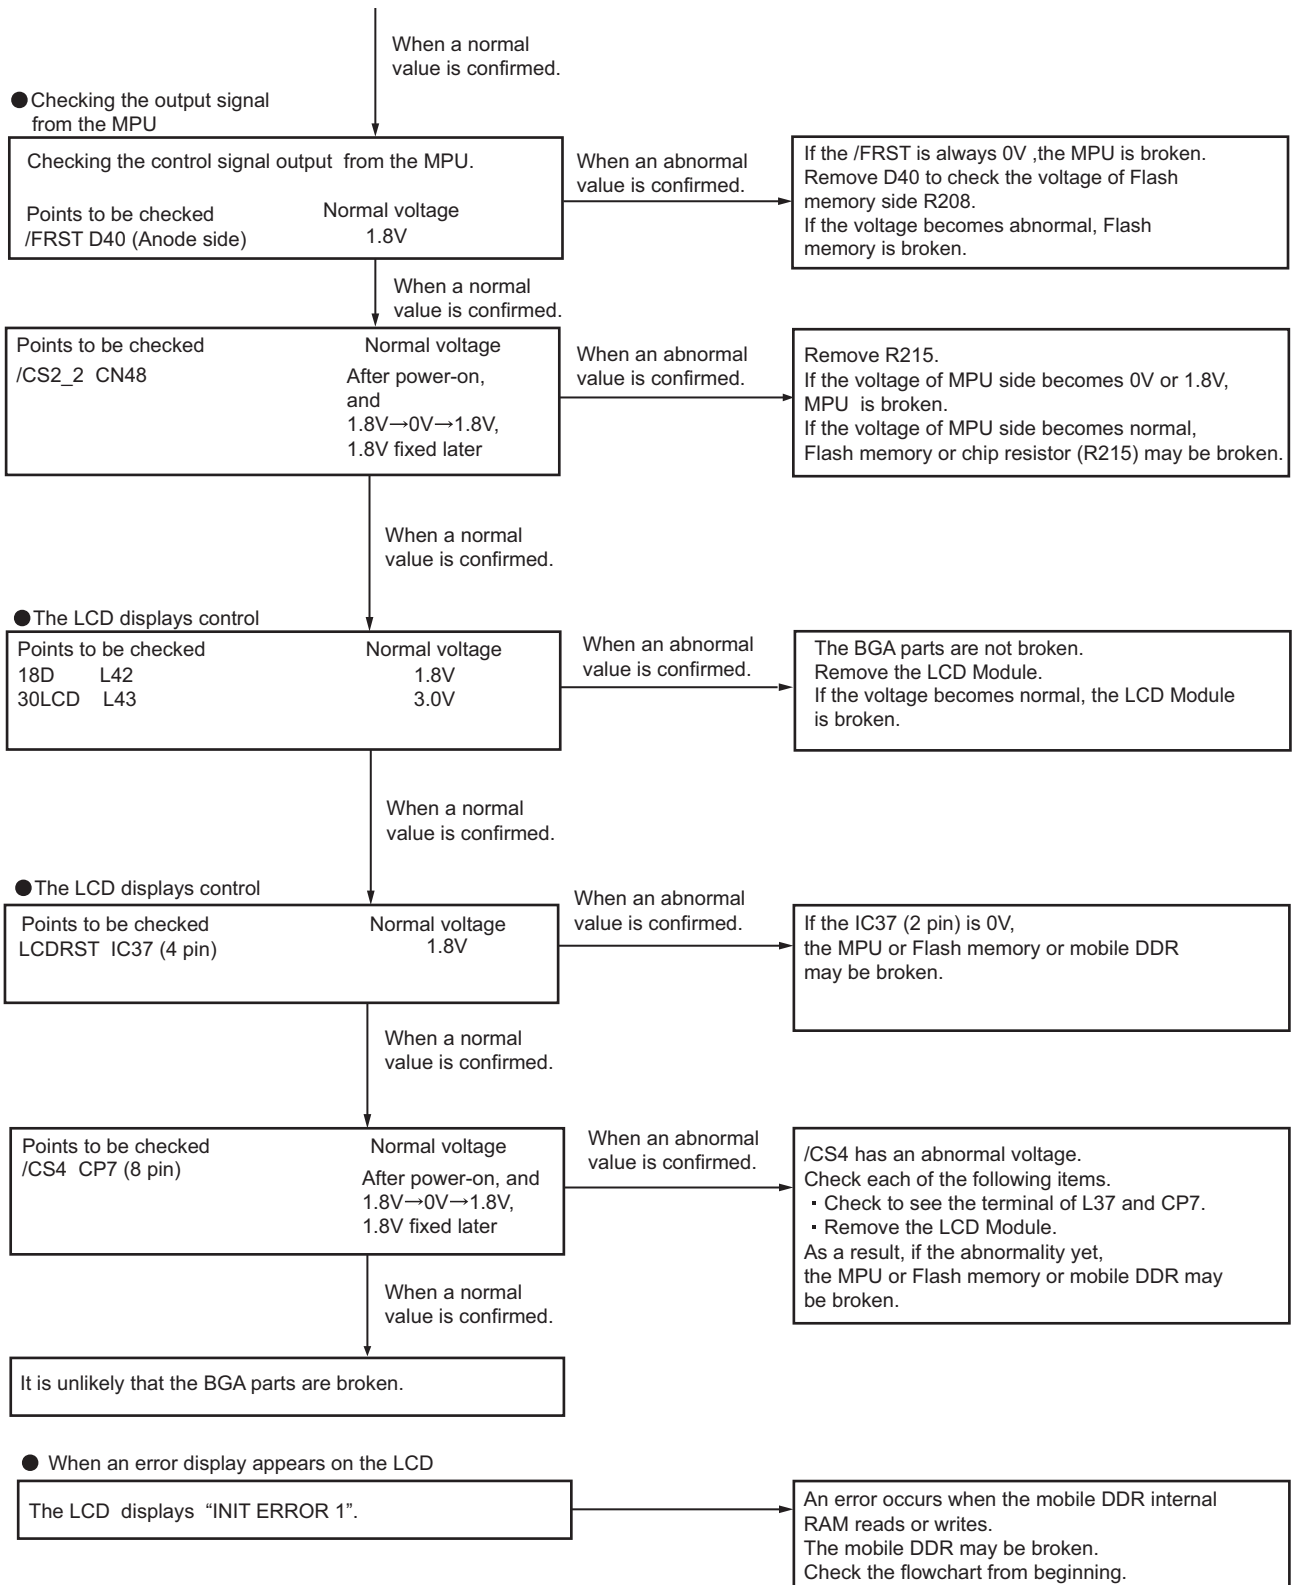 When a normal
value is confirmed.
●Checking the output signal
from the MPU
Checking the control signal output from the MPU.
Points to be checked Normal voltage
/FRST D40 (Anode side) 1.8V
When an abnormal
value is confirmed.
If the /FRST is always 0V ,the MPU is broken.
Remove D40 to check the voltage of Flash
memory side R208.
If the voltage becomes abnormal, Flash
memory is broken.
When a normal
value is confirmed.
Points to be checked Normal voltage
/CS2_2 CN48 After power-on,
and
1.8V→0V→1.8V,
1.8V fixed later
When an abnormal
value is confirmed.
Remove R215.
If the voltage of MPU side becomes 0V or 1.8V,
MPU is broken.
If the voltage of MPU side becomes normal,
Flash memory or chip resistor (R215) may be broken.
When a normal
value is confirmed.
●The LCD displays control
Points to be checked Normal voltage
18D L42 1.8V
30LCD L43 3.0V
When an abnormal
value is confirmed.
The BGA parts are not broken.
Remove the LCD Module.
If the voltage becomes normal, the LCD Module
is broken.
When a normal
value is confirmed.
●The LCD displays control
Points to be checked Normal voltage
LCDRST IC37 (4 pin) 1.8V
When an abnormal
value is confirmed.
If the IC37 (2 pin) is 0V,
the MPU or Flash memory or mobile DDR
may be broken.
When a normal
value is confirmed.
Points to be checked Normal voltage
/CS4 CP7 (8 pin) After power-on, and
1.8V→0V→1.8V,
1.8V fixed later
When an abnormal
value is confirmed.
/CS4 has an abnormal voltage.
Check each of the following items.
・Check to see the terminal of L37 and CP7.
・Remove the LCD Module.
As a result, if the abnormality yet,
the MPU or Flash memory or mobile DDR may
be broken.
When a normal
value is confirmed.
It is unlikely that the BGA parts are broken.
● When an error display appears on the LCD
The LCD displays “INIT ERROR 1”.
An error occurs when the mobile DDR internal
RAM reads or writes.
The mobile DDR may be broken.
Check the flowchart from beginning.